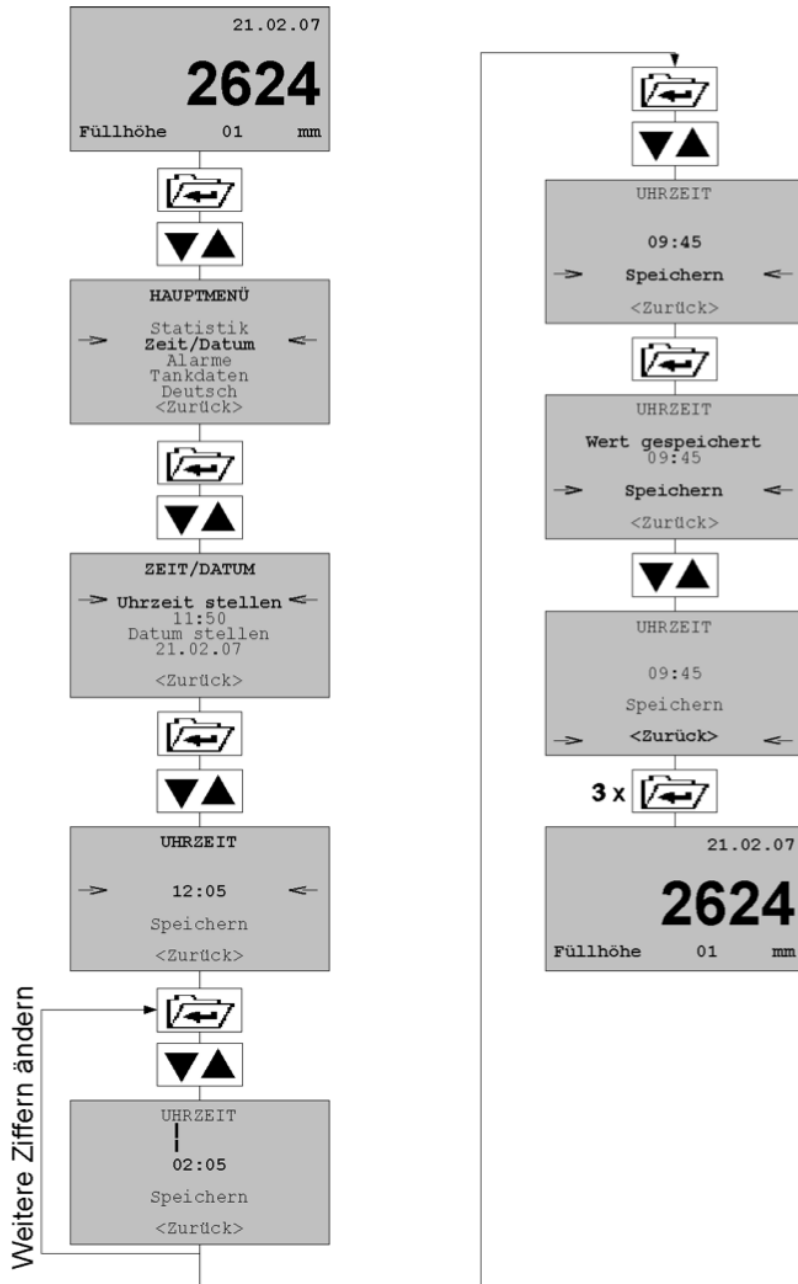 21.02.07
2624
Füllhöhe 01 mm
HAUPTMENÜ
Statistik
Zeit/Datum
Alarme
Tankdaten
Deutsch
<Zurück>
ZEIT/DATUM
Uhrzeit stellen
11:50
Datum stellen
21.02.07
<Zurück>
UHRZEIT
12:05
Speichern
<Zurück>
Weitere Ziffern ändern
UHRZEIT
02:05
Speichern
<Zurück>
UHRZEIT
09:45
Speichern
<Zurück>
UHRZEIT
Wert gespeichert
09:45
Speichern
<Zurück>
UHRZEIT
09:45
Speichern
<Zurück>
3 x
21.02.07
2624
Füllhöhe 01 mm